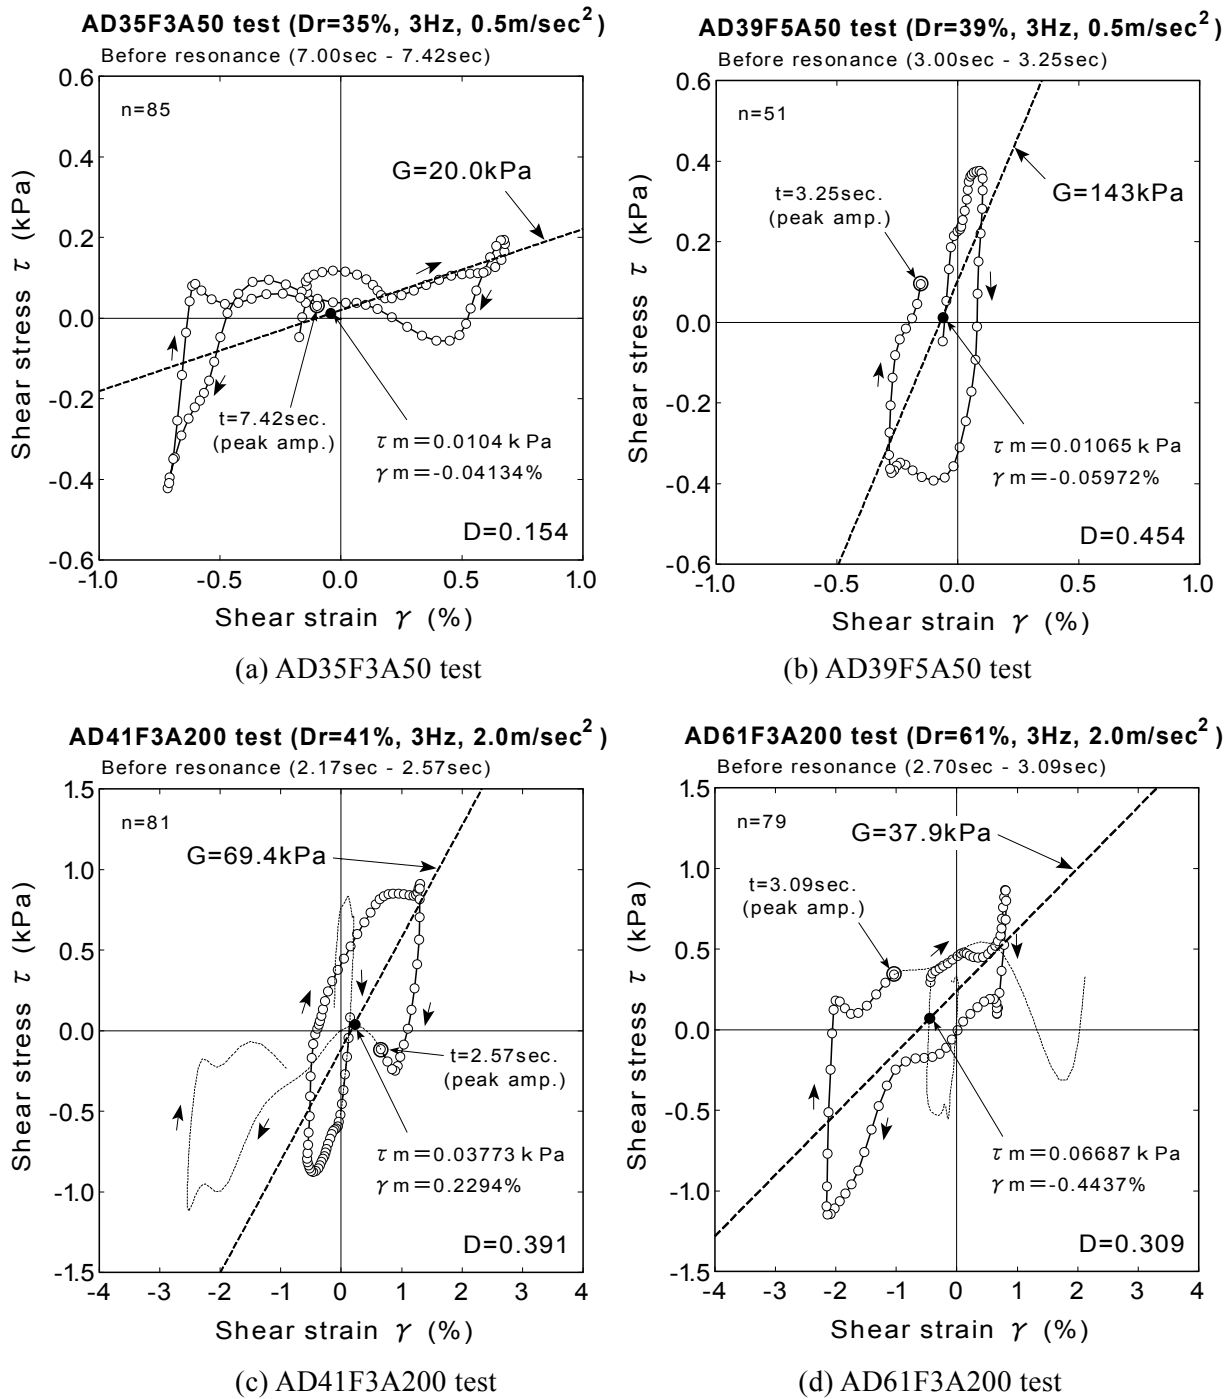 AD35F3A50 test (Dr=35%, 3Hz, 0.5m/sec²)
Before resonance (7.00sec - 7.42sec)
n=85
G=20.0kPa
t=7.42sec.
(peak amp.)
τm=0.0104 kPa
γm=-0.04134%
D=0.154
0.6
0.4
0.2
0.0
-0.2
-0.4
-0.6
-1.0 -0.5 0.0 0.5 1.0
Shear stress τ (kPa)
Shear strain γ (%)
(a) AD35F3A50 test
AD39F5A50 test (Dr=39%, 3Hz, 0.5m/sec²)
Before resonance (3.00sec - 3.25sec)
n=51
t=3.25sec.
(peak amp.)
G=143kPa
τm=0.01065 kPa
γm=-0.05972%
D=0.454
0.6
0.4
0.2
0.0
-0.2
-0.4
-0.6
-1.0 -0.5 0.0 0.5 1.0
Shear stress τ (kPa)
Shear strain γ (%)
(b) AD39F5A50 test
AD41F3A200 test (Dr=41%, 3Hz, 2.0m/sec²)
Before resonance (2.17sec - 2.57sec)
n=81
G=69.4kPa
t=2.57sec.
(peak amp.)
τm=0.03773 kPa
γm=0.2294%
D=0.391
1.5
1.0
0.5
0.0
-0.5
-1.0
-1.5
-4 -3 -2 -1 0 1 2 3 4
Shear stress τ (kPa)
Shear strain γ (%)
(c) AD41F3A200 test
AD61F3A200 test (Dr=61%, 3Hz, 2.0m/sec²)
Before resonance (2.70sec - 3.09sec)
n=79
G=37.9kPa
t=3.09sec.
(peak amp.)
τm=0.06687 kPa
γm=-0.4437%
D=0.309
1.5
1.0
0.5
0.0
-0.5
-1.0
-1.5
-4 -3 -2 -1 0 1 2 3 4
Shear stress τ (kPa)
Shear strain γ (%)
(d) AD61F3A200 test